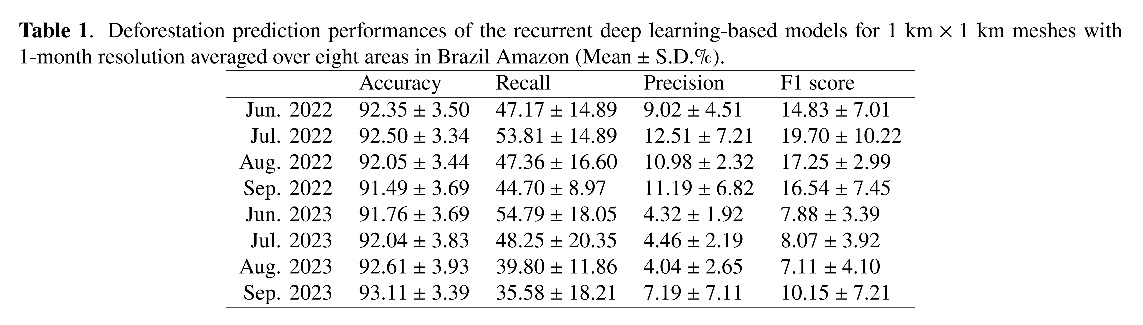 Table 1. Deforestation prediction performances of the recurrent deep learning-based models for 1 km × 1 km meshes with
1-month resolution averaged over eight areas in Brazil Amazon (Mean ± S.D.%).
Accuracy Recall Precision F1 score
Jun. 2022 92.35 ± 3.50 47.17 ± 14.89 9.02 ± 4.51 14.83 ± 7.01
Jul. 2022 92.50 ± 3.34 53.81 ± 14.89 12.51 ± 7.21 19.70 ± 10.22
Aug. 2022 92.05 ± 3.44 47.36 ± 16.60 10.98 ± 2.32 17.25 ± 2.99
Sep. 2022 91.49 ± 3.69 44.70 ± 8.97 11.19 ± 6.82 16.54 ± 7.45
Jun. 2023 91.76 ± 3.69 54.79 ± 18.05 4.32 ± 1.92 7.88 ± 3.39
Jul. 2023 92.04 ± 3.83 48.25 ± 20.35 4.46 ± 2.19 8.07 ± 3.92
Aug. 2023 92.61 ± 3.93 39.80 ± 11.86 4.04 ± 2.65 7.11 ± 4.10
Sep. 2023 93.11 ± 3.39 35.58 ± 18.21 7.19 ± 7.11 10.15 ± 7.21